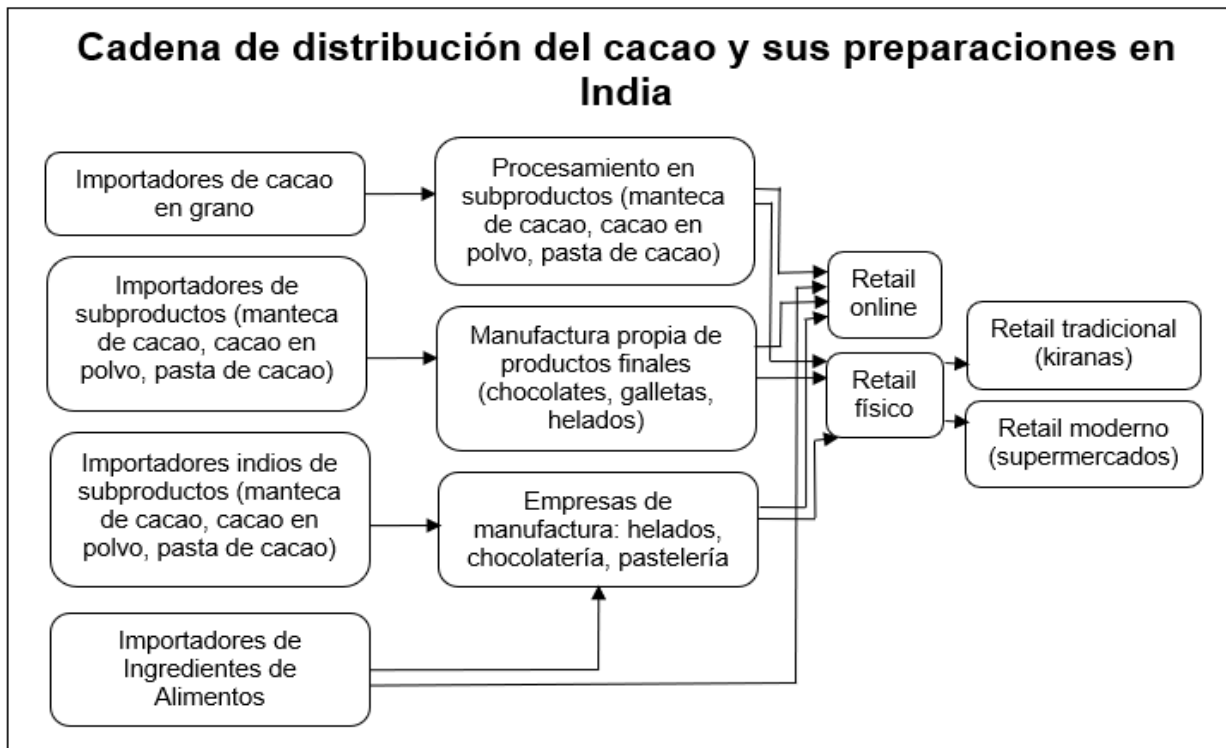 Cadena de distribución del cacao y sus preparaciones en
India
Importadores de cacao
en grano
Procesamiento en
subproductos (manteca
de cacao, cacao en
polvo, pasta de cacao)
Importadores de
subproductos (manteca
de cacao, cacao en
polvo, pasta de cacao)
Manufactura propia de
productos finales
(chocolates, galletas,
helados)
Importadores indios de
subproductos (manteca
de cacao, cacao en
polvo, pasta de cacao)
Empresas de
manufactura: helados,
chocolatería, pastelería
Importadores de
Ingredientes de
Alimentos
Retail
online
Retail
físico
Retail tradicional
(kiranas)
Retail moderno
(supermercados)